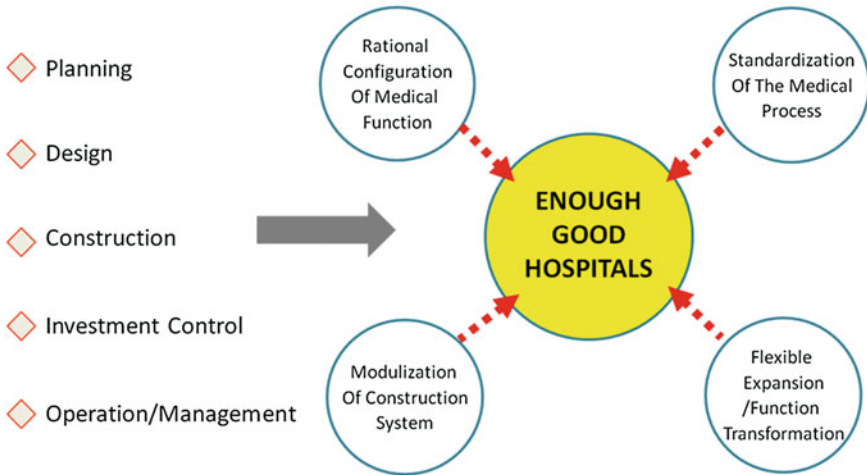 Planning
Design
Construction
Investment Control
Operation/Management
Rational
Configuration
Of Medical
Function
Standardization
Of The Medical
Process
ENOUGH
GOOD
HOSPITALS
Modulization
Of Construction
System
Flexible
Expansion
/Function
Transformation